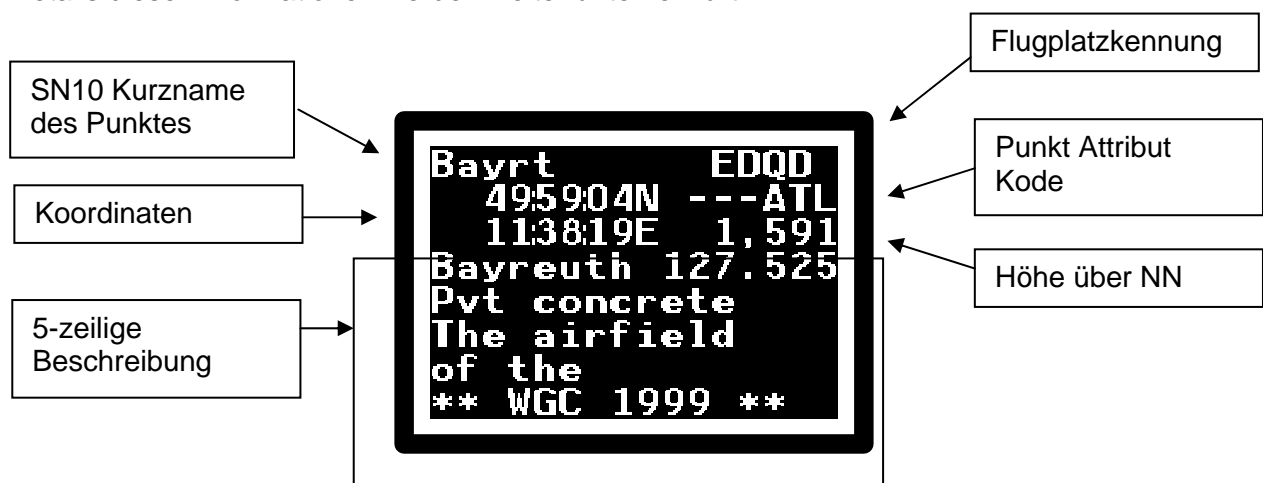 Flugplatzkennung
SN10 Kurzname
des Punktes
Punkt Attribut
Kode
Koordinaten
Höhe über NN
5-zeilige
Beschreibung
Bayrt EDQD
49:59:04N ---ATL
11:38:19E 1,591
Bayreuth 127.525
Pvt concrete
The airfield
of the
** WGC 1999 **